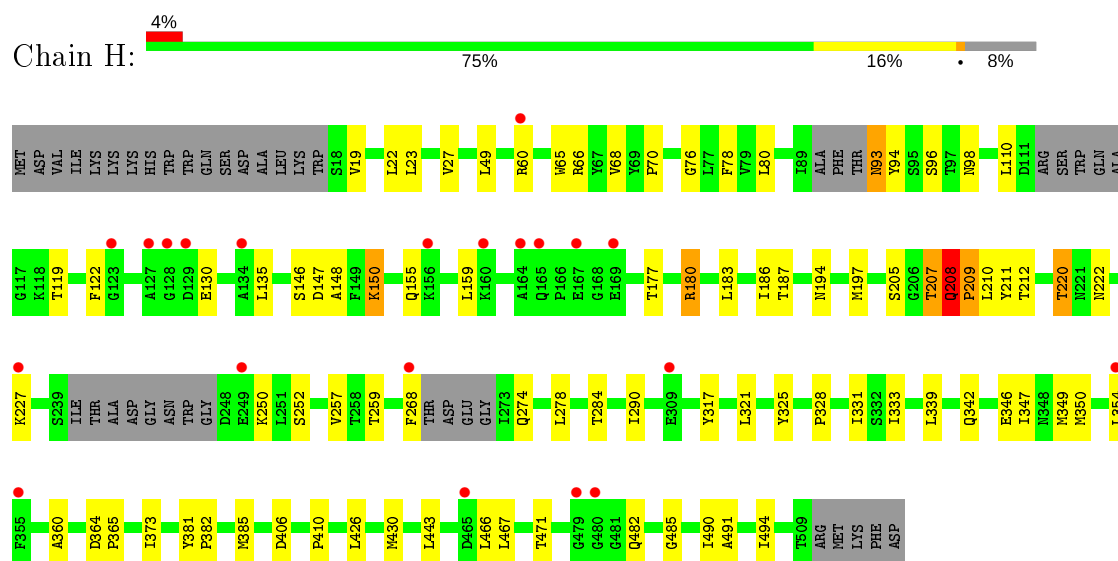 4%
Chain H:
75% 16% • 8%
MET ASP VAL ILE LYS LYS LYS HIS TRP TRP GLN SER ASP ALA LEU LYS TRP S18 V19 L22 L23 V27 L49 R60 W65 R66 Y67 V68 Y69 P70 G76 L77 F78 V79 L80 I89 ALA PHE THR N93 Y94 S95 S96 T97 N98 L110 D111 ARG SER TRP GLN ALA
G117 K118 T119 F122 G123 A127 G128 D129 E130 A134 L135 S146 D147 A148 F149 K150 Q155 K156 L159 K160 A164 Q165 P166 E167 G168 E169 T177 R180 L183 I186 T187 N194 M197 S205 G206 T207 Q208 P209 L210 Y211 T212 T220 N221 N222
K227 S239 ILE THR ALA ASP GLY ASN TRP GLY D248 E249 K250 L251 S252 V257 T258 T259 F268 THR ASP GLU GLY I273 Q274 L278 T284 I290 E309 Y317 L321 Y325 P328 I331 S332 I333 L339 Q342 E346 I347 N348 M349 M350 L354
F355 A360 D364 P365 I373 Y381 P382 M385 D406 P410 L426 M430 L443 D465 L466 L467 T471 G479 G480 G481 Q482 G485 I490 A491 I494 T509 ARG MET LYS PHE ASP